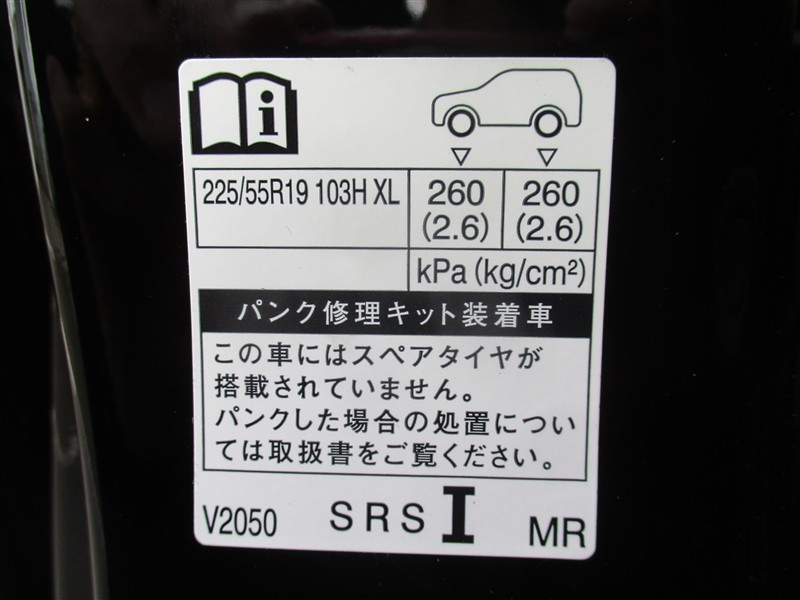 i
225/55R19 103H XL 260 (2.6) 260 (2.6)
kPa (kg/cm²)
パンク修理キット装着車
この車にはスペアタイヤが
搭載されていません。
パンクした場合の処置につい
ては取扱書をご覧ください。
V2050 SRS I MR